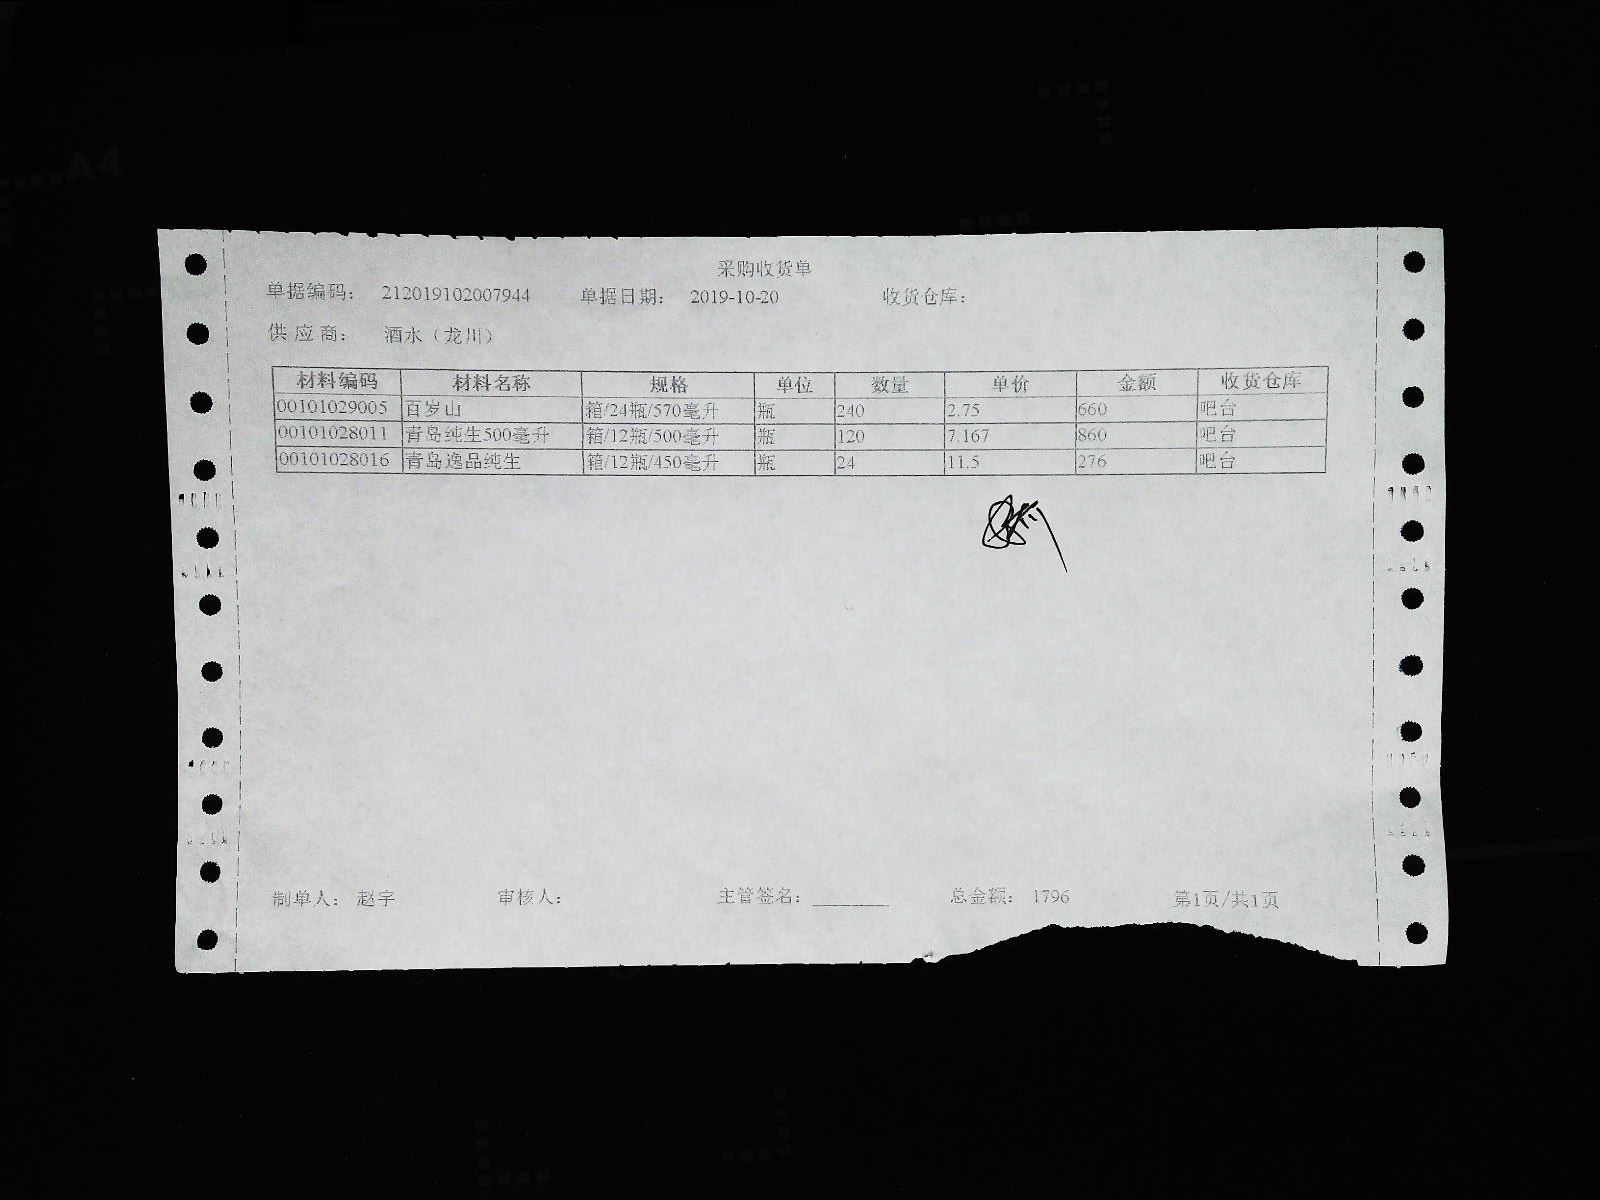 采购收货单
单据编码： 212019102007944 单据日期： 2019-10-20 收货仓库：
供 应 商： 酒水（龙川）
材料编码 材料名称 规格 单位 数量 单价 金额 收货仓库
00101029005 百岁山 箱/24瓶/570毫升 瓶 240 2.75 660 吧台
00101028011 青岛纯生500毫升 箱/12瓶/500毫升 瓶 120 7.167 860 吧台
00101028016 青岛逸品纯生 箱/12瓶/450毫升 瓶 24 11.5 276 吧台
制单人： 赵宇 审核人： 主管签名： 总金额： 1796 第1页/共1页